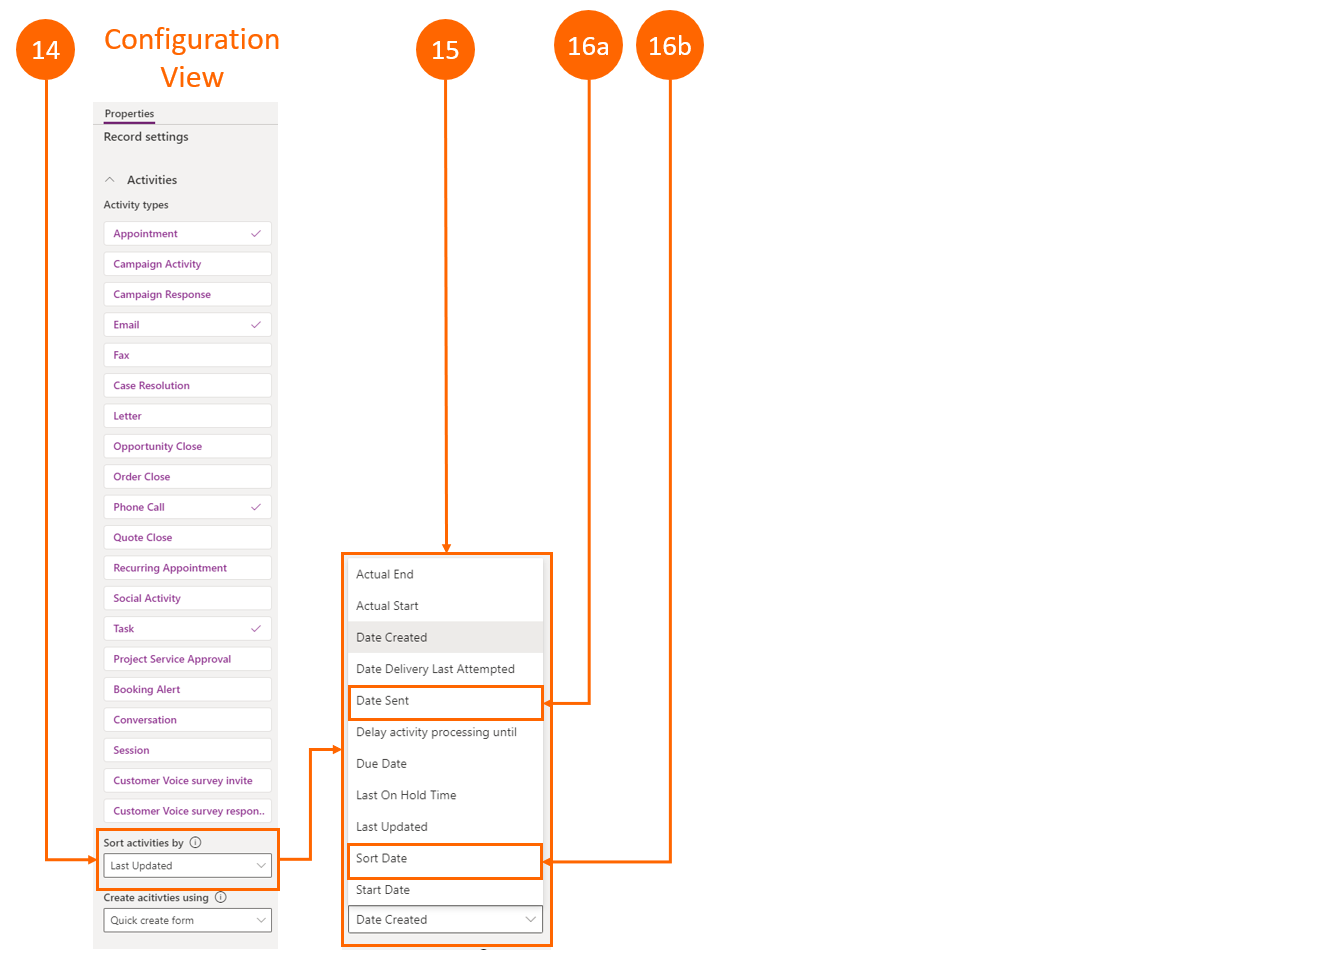 14
Configuration
View
15
16a
16b
Properties
Record settings
Activities
Activity types
Appointment
Campaign Activity
Campaign Response
Email
Fax
Case Resolution
Letter
Opportunity Close
Order Close
Phone Call
Quote Close
Recurring Appointment
Social Activity
Task
Project Service Approval
Booking Alert
Conversation
Session
Customer Voice survey invite
Customer Voice survey respon..
Sort activities by
Last Updated
Create acitivties using
Quick create form
Actual End
Actual Start
Date Created
Date Delivery Last Attempted
Date Sent
Delay activity processing until
Due Date
Last On Hold Time
Last Updated
Sort Date
Start Date
Date Created